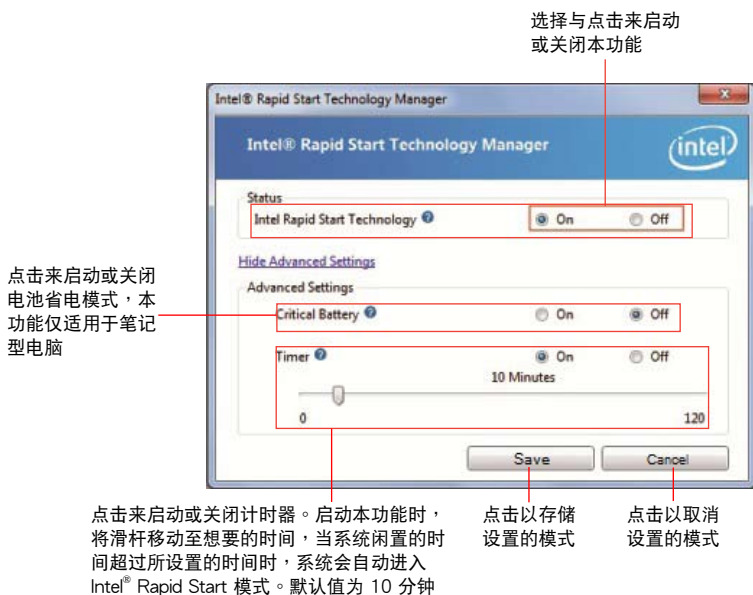 选择与点击来启动
或关闭本功能
Intel® Rapid Start Technology Manager
Intel® Rapid Start Technology Manager
intel
Status
Intel Rapid Start Technology ? On Off
Hide Advanced Settings
点击来启动或关闭
电池省电模式，本
功能仅适用于笔记
型电脑
Advanced Settings
Critical Battery ? On Off
Timer ? On Off
10 Minutes
0 120
Save Cancel
点击来启动或关闭计时器。启动本功能时，
将滑杆移动至想要的时间，当系统闲置的时
间超过所设置的时间时，系统会自动进入
Intel® Rapid Start 模式。默认值为 10 分钟
点击以存储
设置的模式
点击以取消
设置的模式